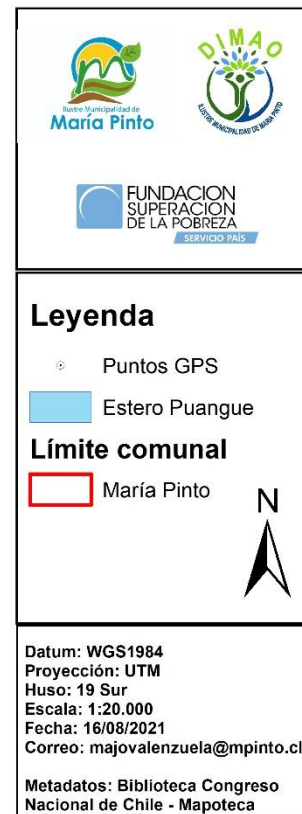 Ilustre Municipalidad de
María Pinto
DIMAO
ILUSTRE MUNICIPALIDAD DE MARÍA PINTO
FUNDACION
SUPERACIÓN
DE LA POBREZA
SERVICIO PAÍS
Leyenda
Puntos GPS
Estero Puangue
Límite comunal
María Pinto
N
Datum: WGS1984
Proyección: UTM
Huso: 19 Sur
Escala: 1:20.000
Fecha: 16/08/2021
Correo: majovalenzuela@mpinto.cl
Metadatos: Biblioteca Congreso
Nacional de Chile - Mapoteca